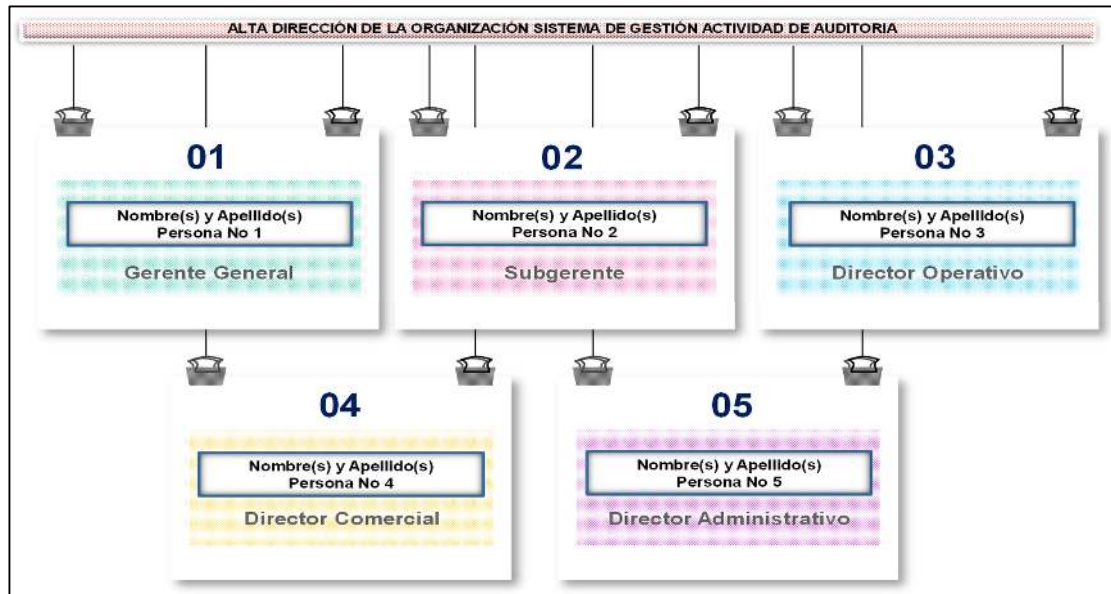 ALTA DIRECCIÓN DE LA ORGANIZACIÓN SISTEMA DE GESTIÓN ACTIVIDAD DE AUDITORIA
01
Nombre(s) y Apellido(s)
Persona No 1
Gerente General
02
Nombre(s) y Apellido(s)
Persona No 2
Subgerente
03
Nombre(s) y Apellido(s)
Persona No 3
Director Operativo
04
Nombre(s) y Apellido(s)
Persona No 4
Director Comercial
05
Nombre(s) y Apellido(s)
Persona No 5
Director Administrativo